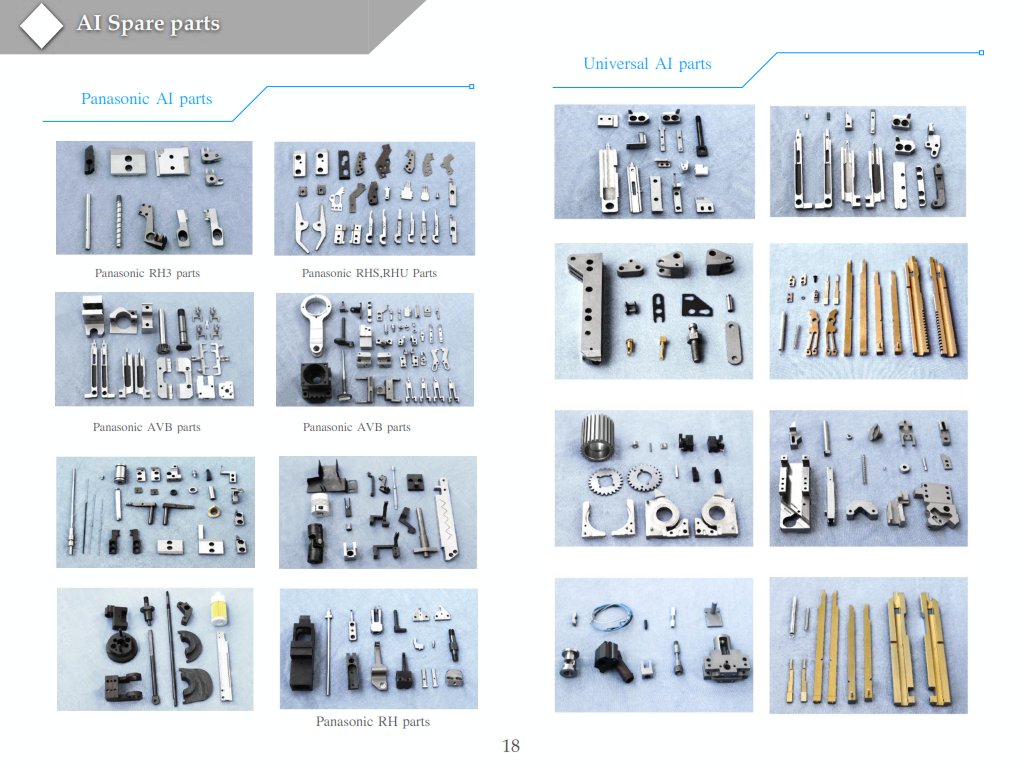 AI Spare parts
Panasonic AI parts
Panasonic RH3 parts
Panasonic RHS,RHU Parts
Panasonic AVB parts
Panasonic AVB parts
Panasonic RH parts
Universal AI parts
18